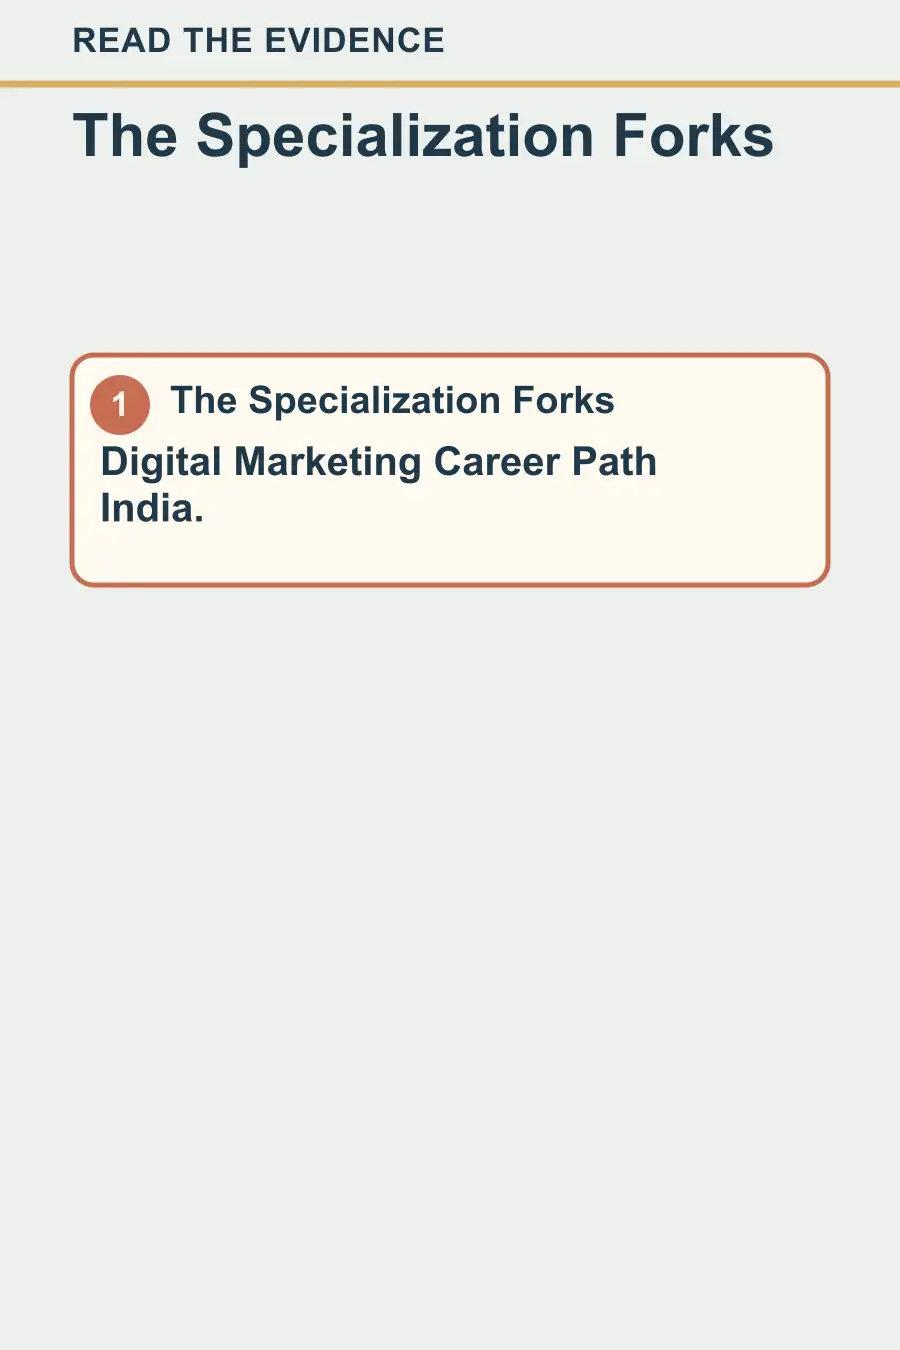 READ THE EVIDENCE
The Specialization Forks
1 The Specialization Forks
Digital Marketing Career Path
India.